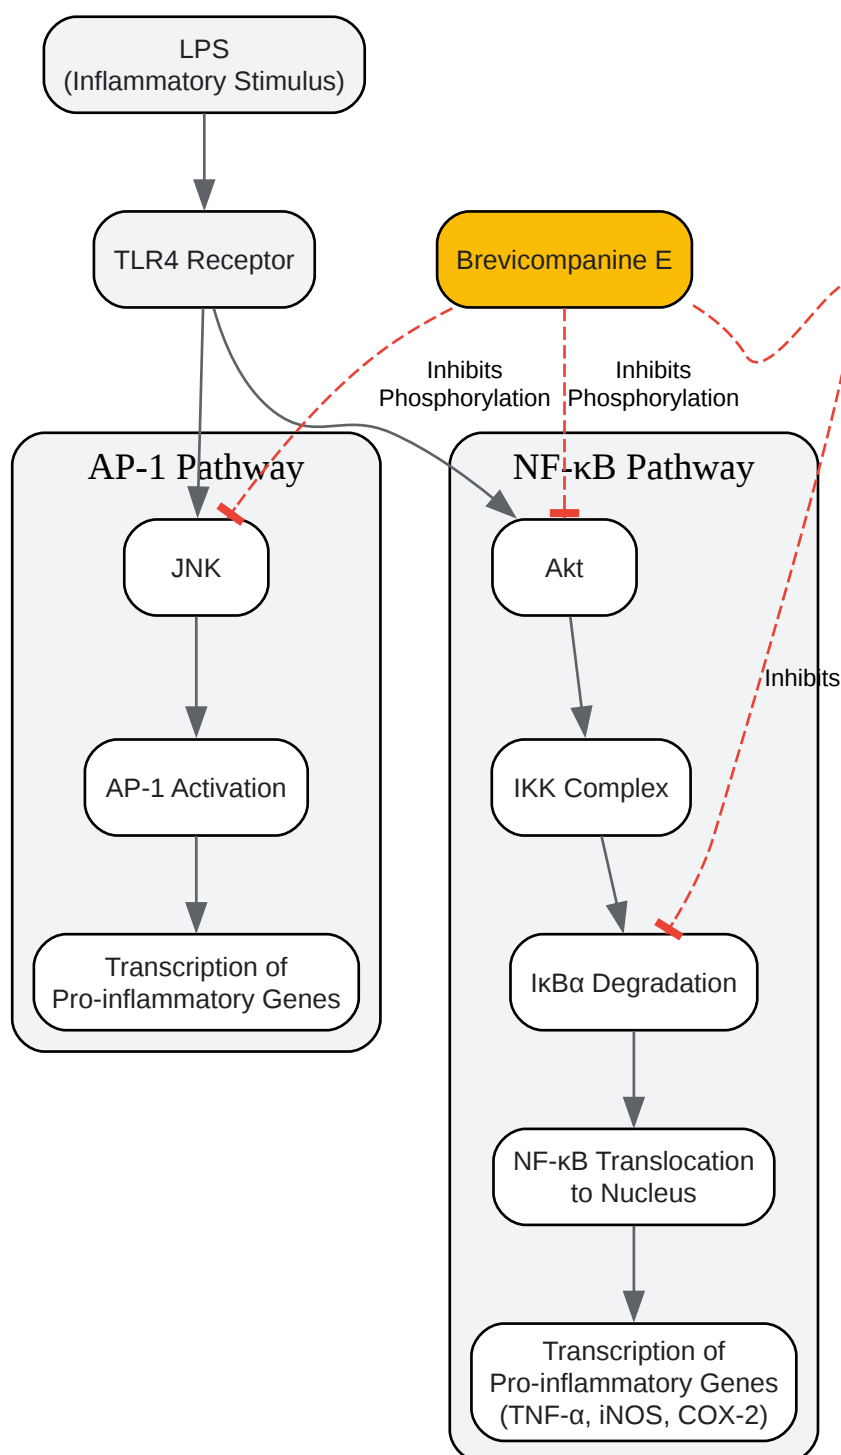 LPS
(Inflammatory Stimulus)
TLR4 Receptor
Brevicompanine E
Inhibits
Phosphorylation
Inhibits
Phosphorylation
AP-1 Pathway
NF-κB Pathway
JNK
Akt
Inhibits
AP-1 Activation
IKK Complex
Transcription of
Pro-inflammatory Genes
IκBα Degradation
NF-κB Translocation
to Nucleus
Transcription of
Pro-inflammatory Genes
(TNF-α, iNOS, COX-2)